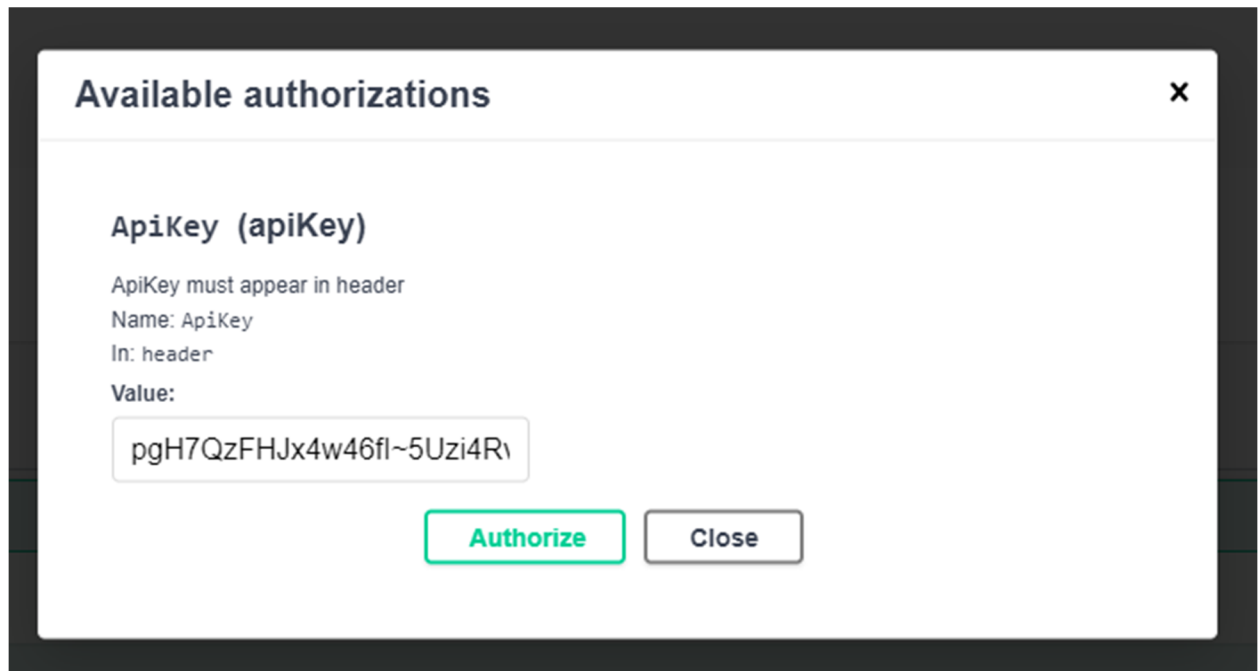 Available authorizations
ApiKey (apiKey)
ApiKey must appear in header
Name: ApiKey
In: header
Value:
pgH7QzFHJx4w46fl~5Uzi4R
Authorize
Close